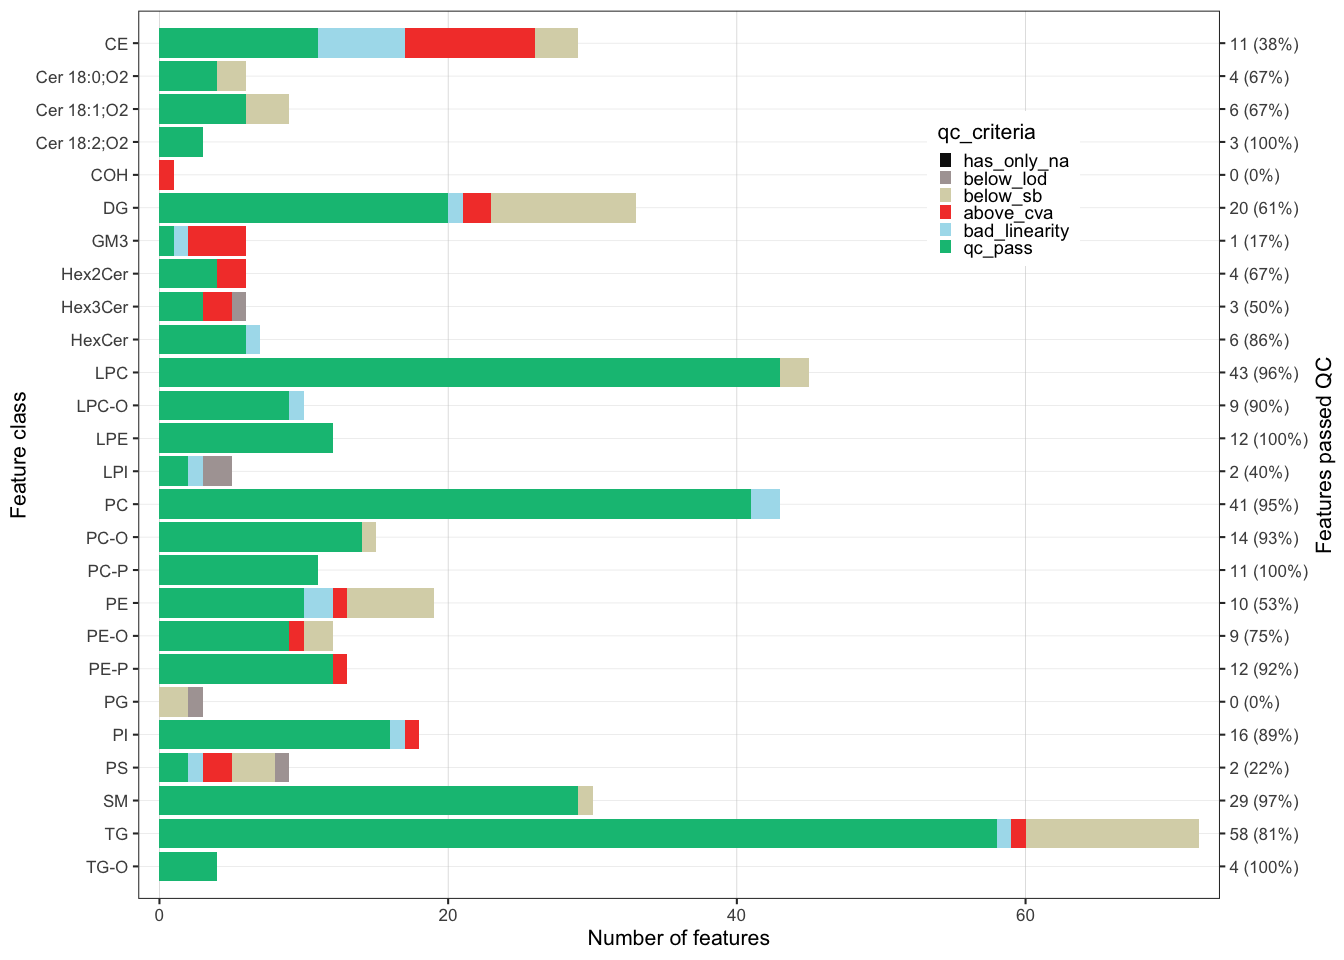 CE
Cer 18:0;O2
Cer 18:1;O2
Cer 18:2;O2
COH
DG
GM3
Hex2Cer
Hex3Cer
HexCer
LPC
LPC-O
LPE
LPI
PC
PC-O
PC-P
PE
PE-O
PE-P
PG
PI
PS
SM
TG
TG-O
Feature class
0
20
40
60
Number of features
qc_criteria
has_only_na
below_lod
below_sb
above_cva
bad_linearity
qc_pass
11 (38%)
4 (67%)
6 (67%)
3 (100%)
0 (0%)
20 (61%)
1 (17%)
4 (67%)
3 (50%)
6 (86%)
43 (96%)
9 (90%)
12 (100%)
2 (40%)
41 (95%)
14 (93%)
11 (100%)
10 (53%)
9 (75%)
12 (92%)
0 (0%)
16 (89%)
2 (22%)
29 (97%)
58 (81%)
4 (100%)
Features passed QC